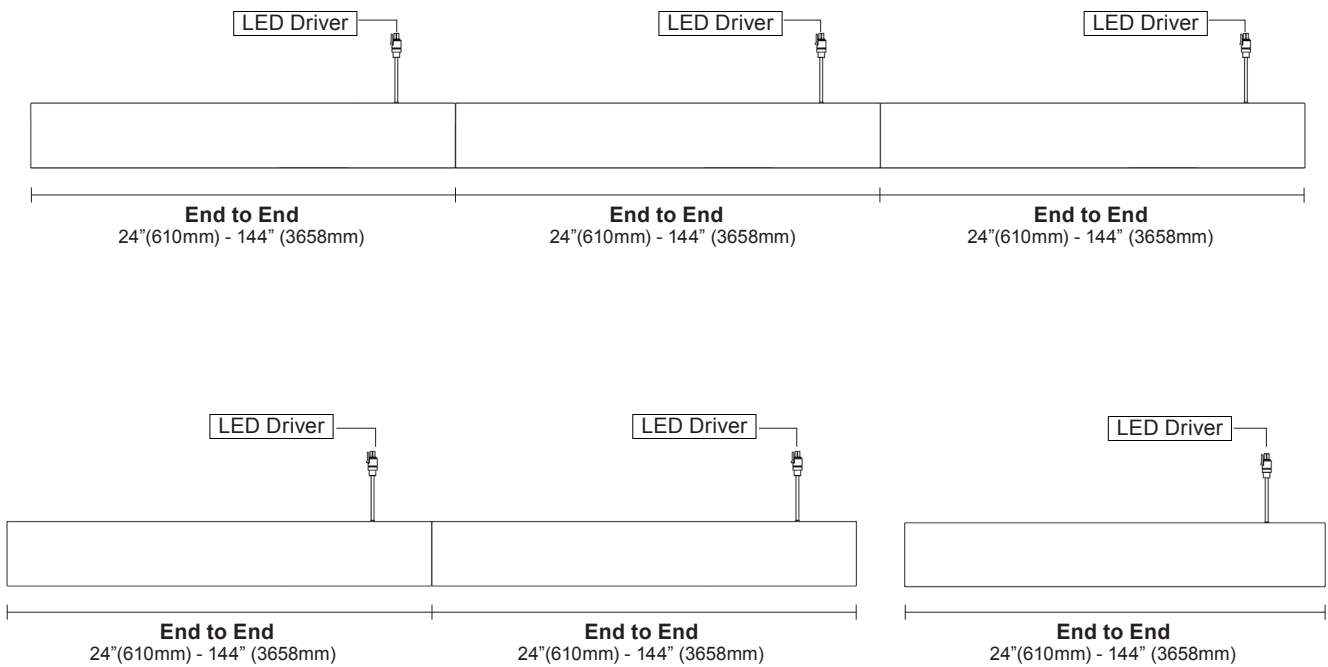 LED Driver LED Driver LED Driver
End to End End to End End to End
24”(610mm) - 144” (3658mm) 24”(610mm) - 144” (3658mm) 24”(610mm) - 144” (3658mm)
LED Driver LED Driver LED Driver
End to End End to End End to End
24”(610mm) - 144” (3658mm) 24”(610mm) - 144” (3658mm) 24”(610mm) - 144” (3658mm)